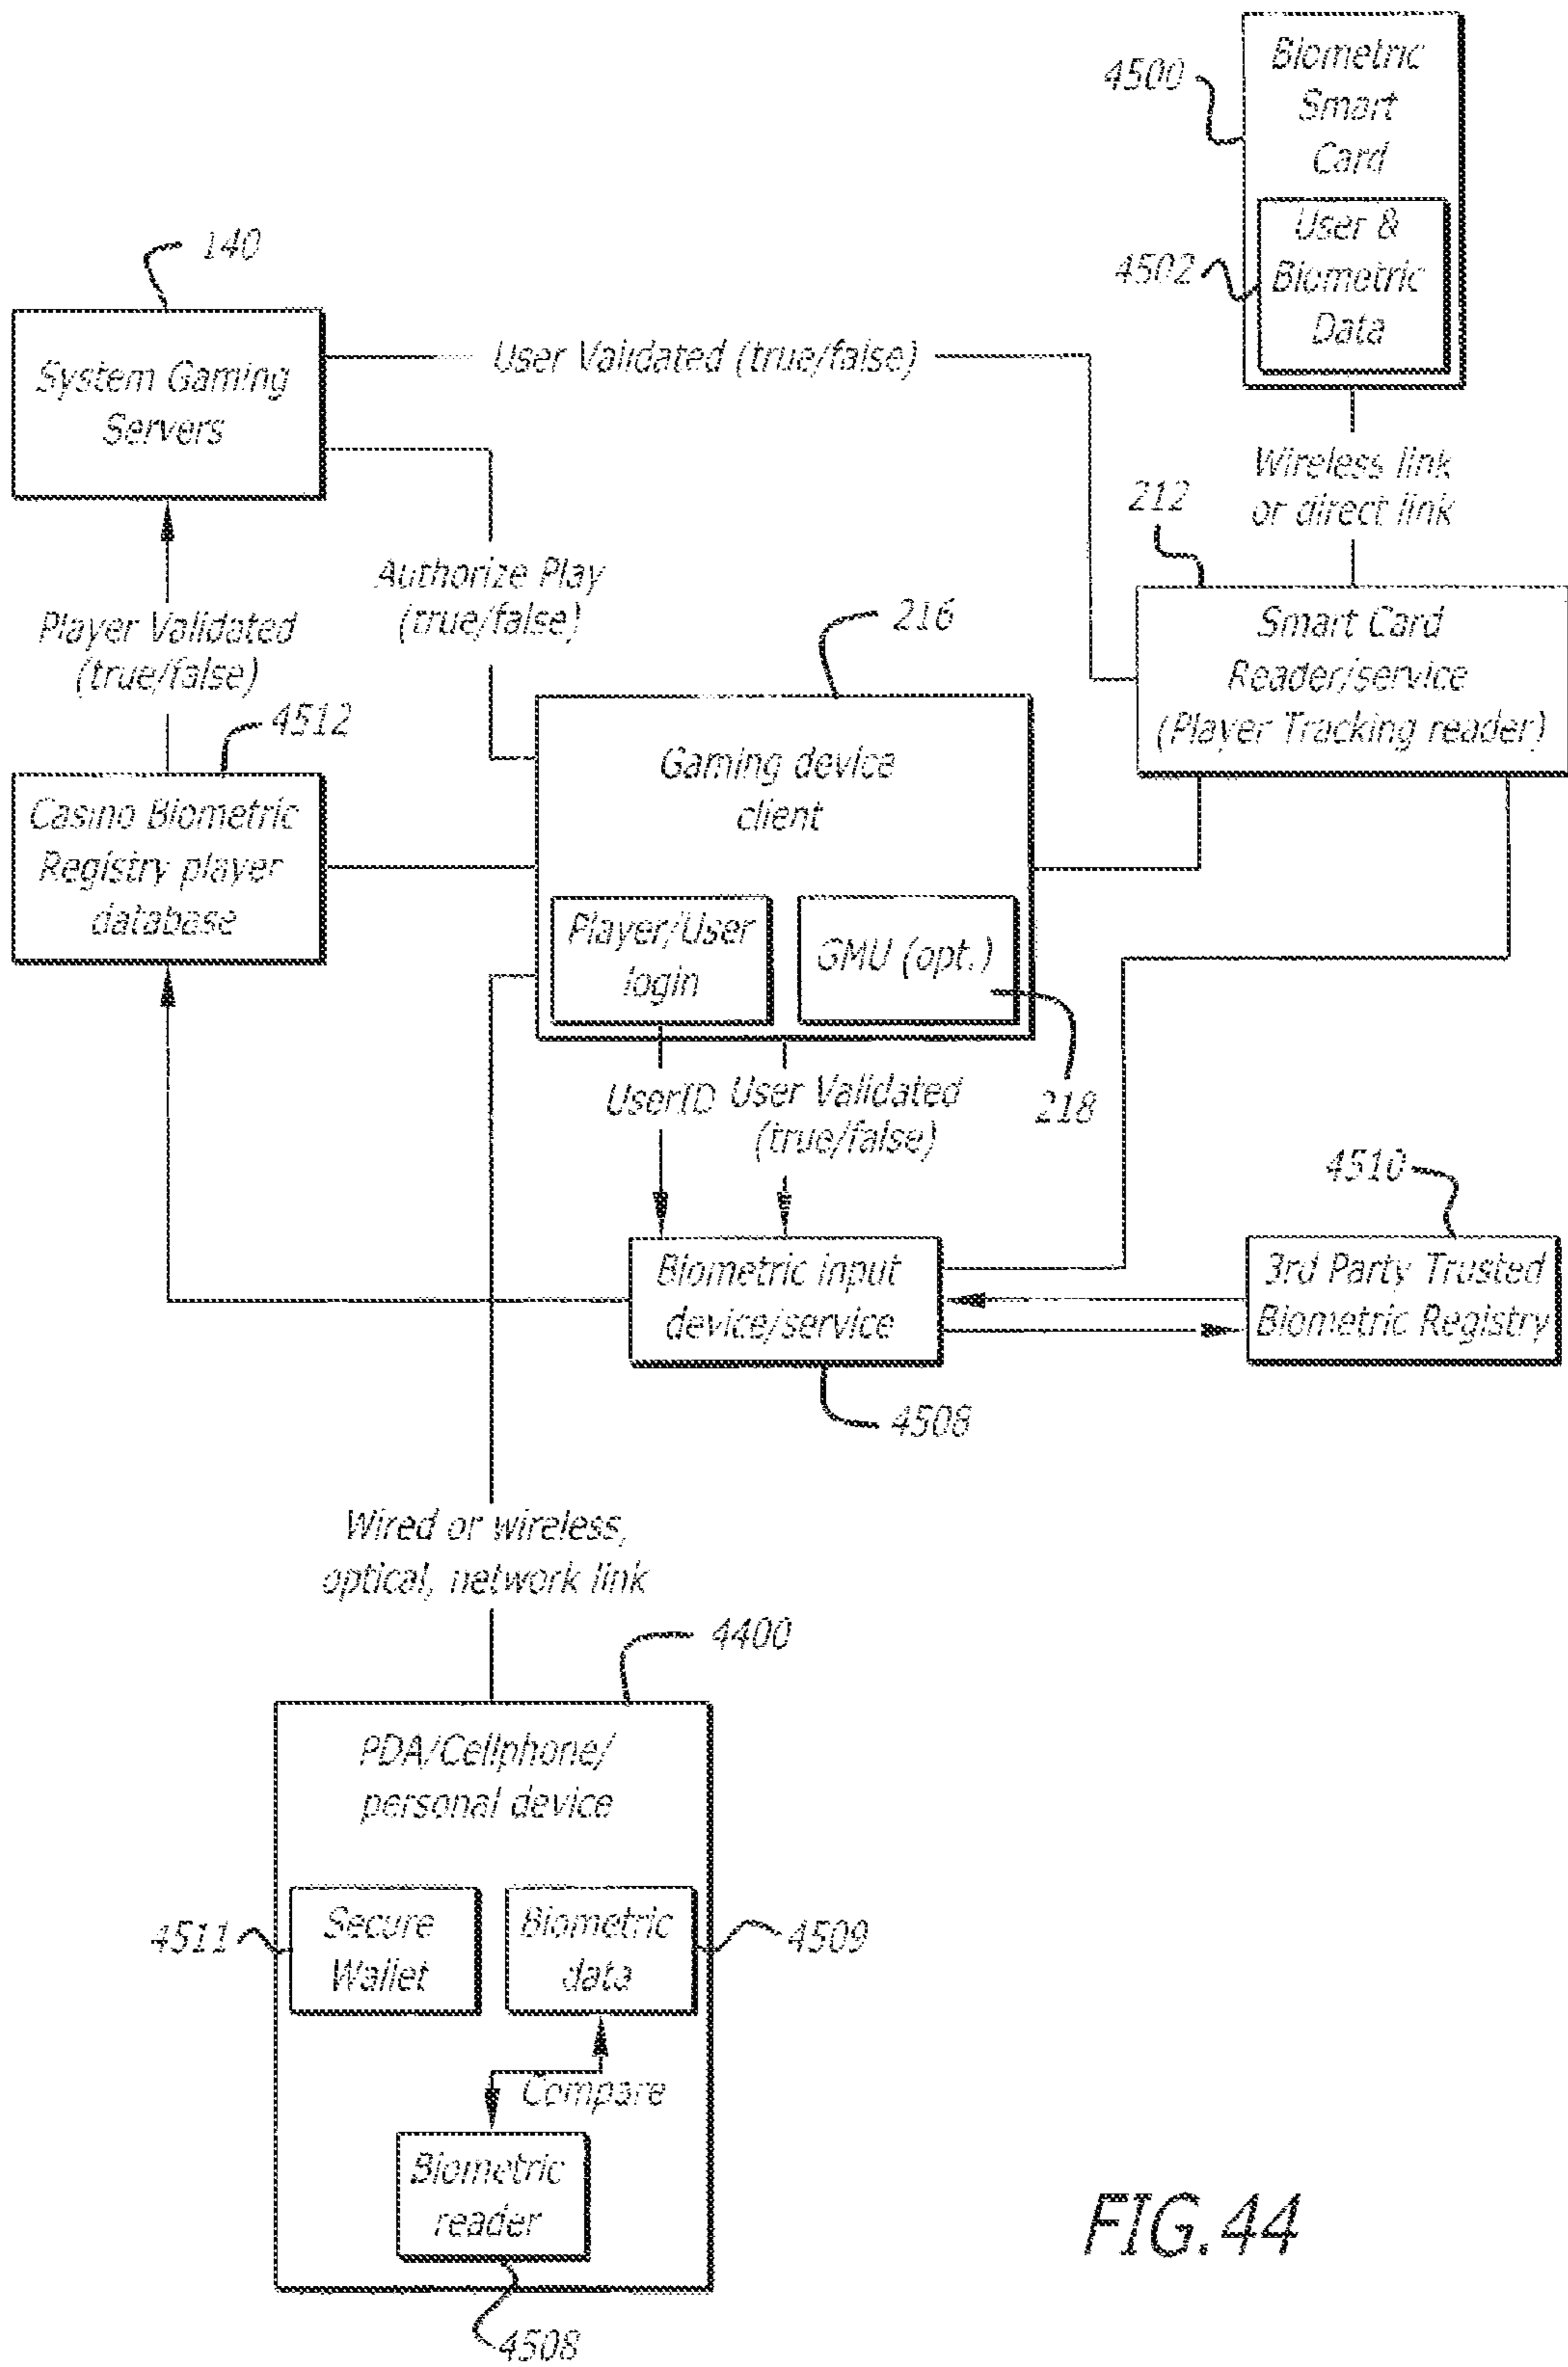 4500
Biometric
Smart
Card
4502
User &
Biometric
Data
140
System Gaming
Servers
User Validated (true/false)
Wireless link
or direct link
212
Authorize Play
(true/false)
Smart Card
Reader/service
(Player Tracking reader)
Player Validated
(true/false)
216
4512
Casino Biometric
Registry player
database
Gaming device
client
Player/User
login
GMU (opt.)
218
UserID
User Validated
(true/false)
4510
Biometric input
device/service
3rd Party Trusted
Biometric Registry
4508
Wired or wireless,
optical, network link
4400
PDA/Cellphone/
personal device
4511
Secure
Wallet
Biometric
data
4509
Compare
Biometric
reader
4508
FIG.44